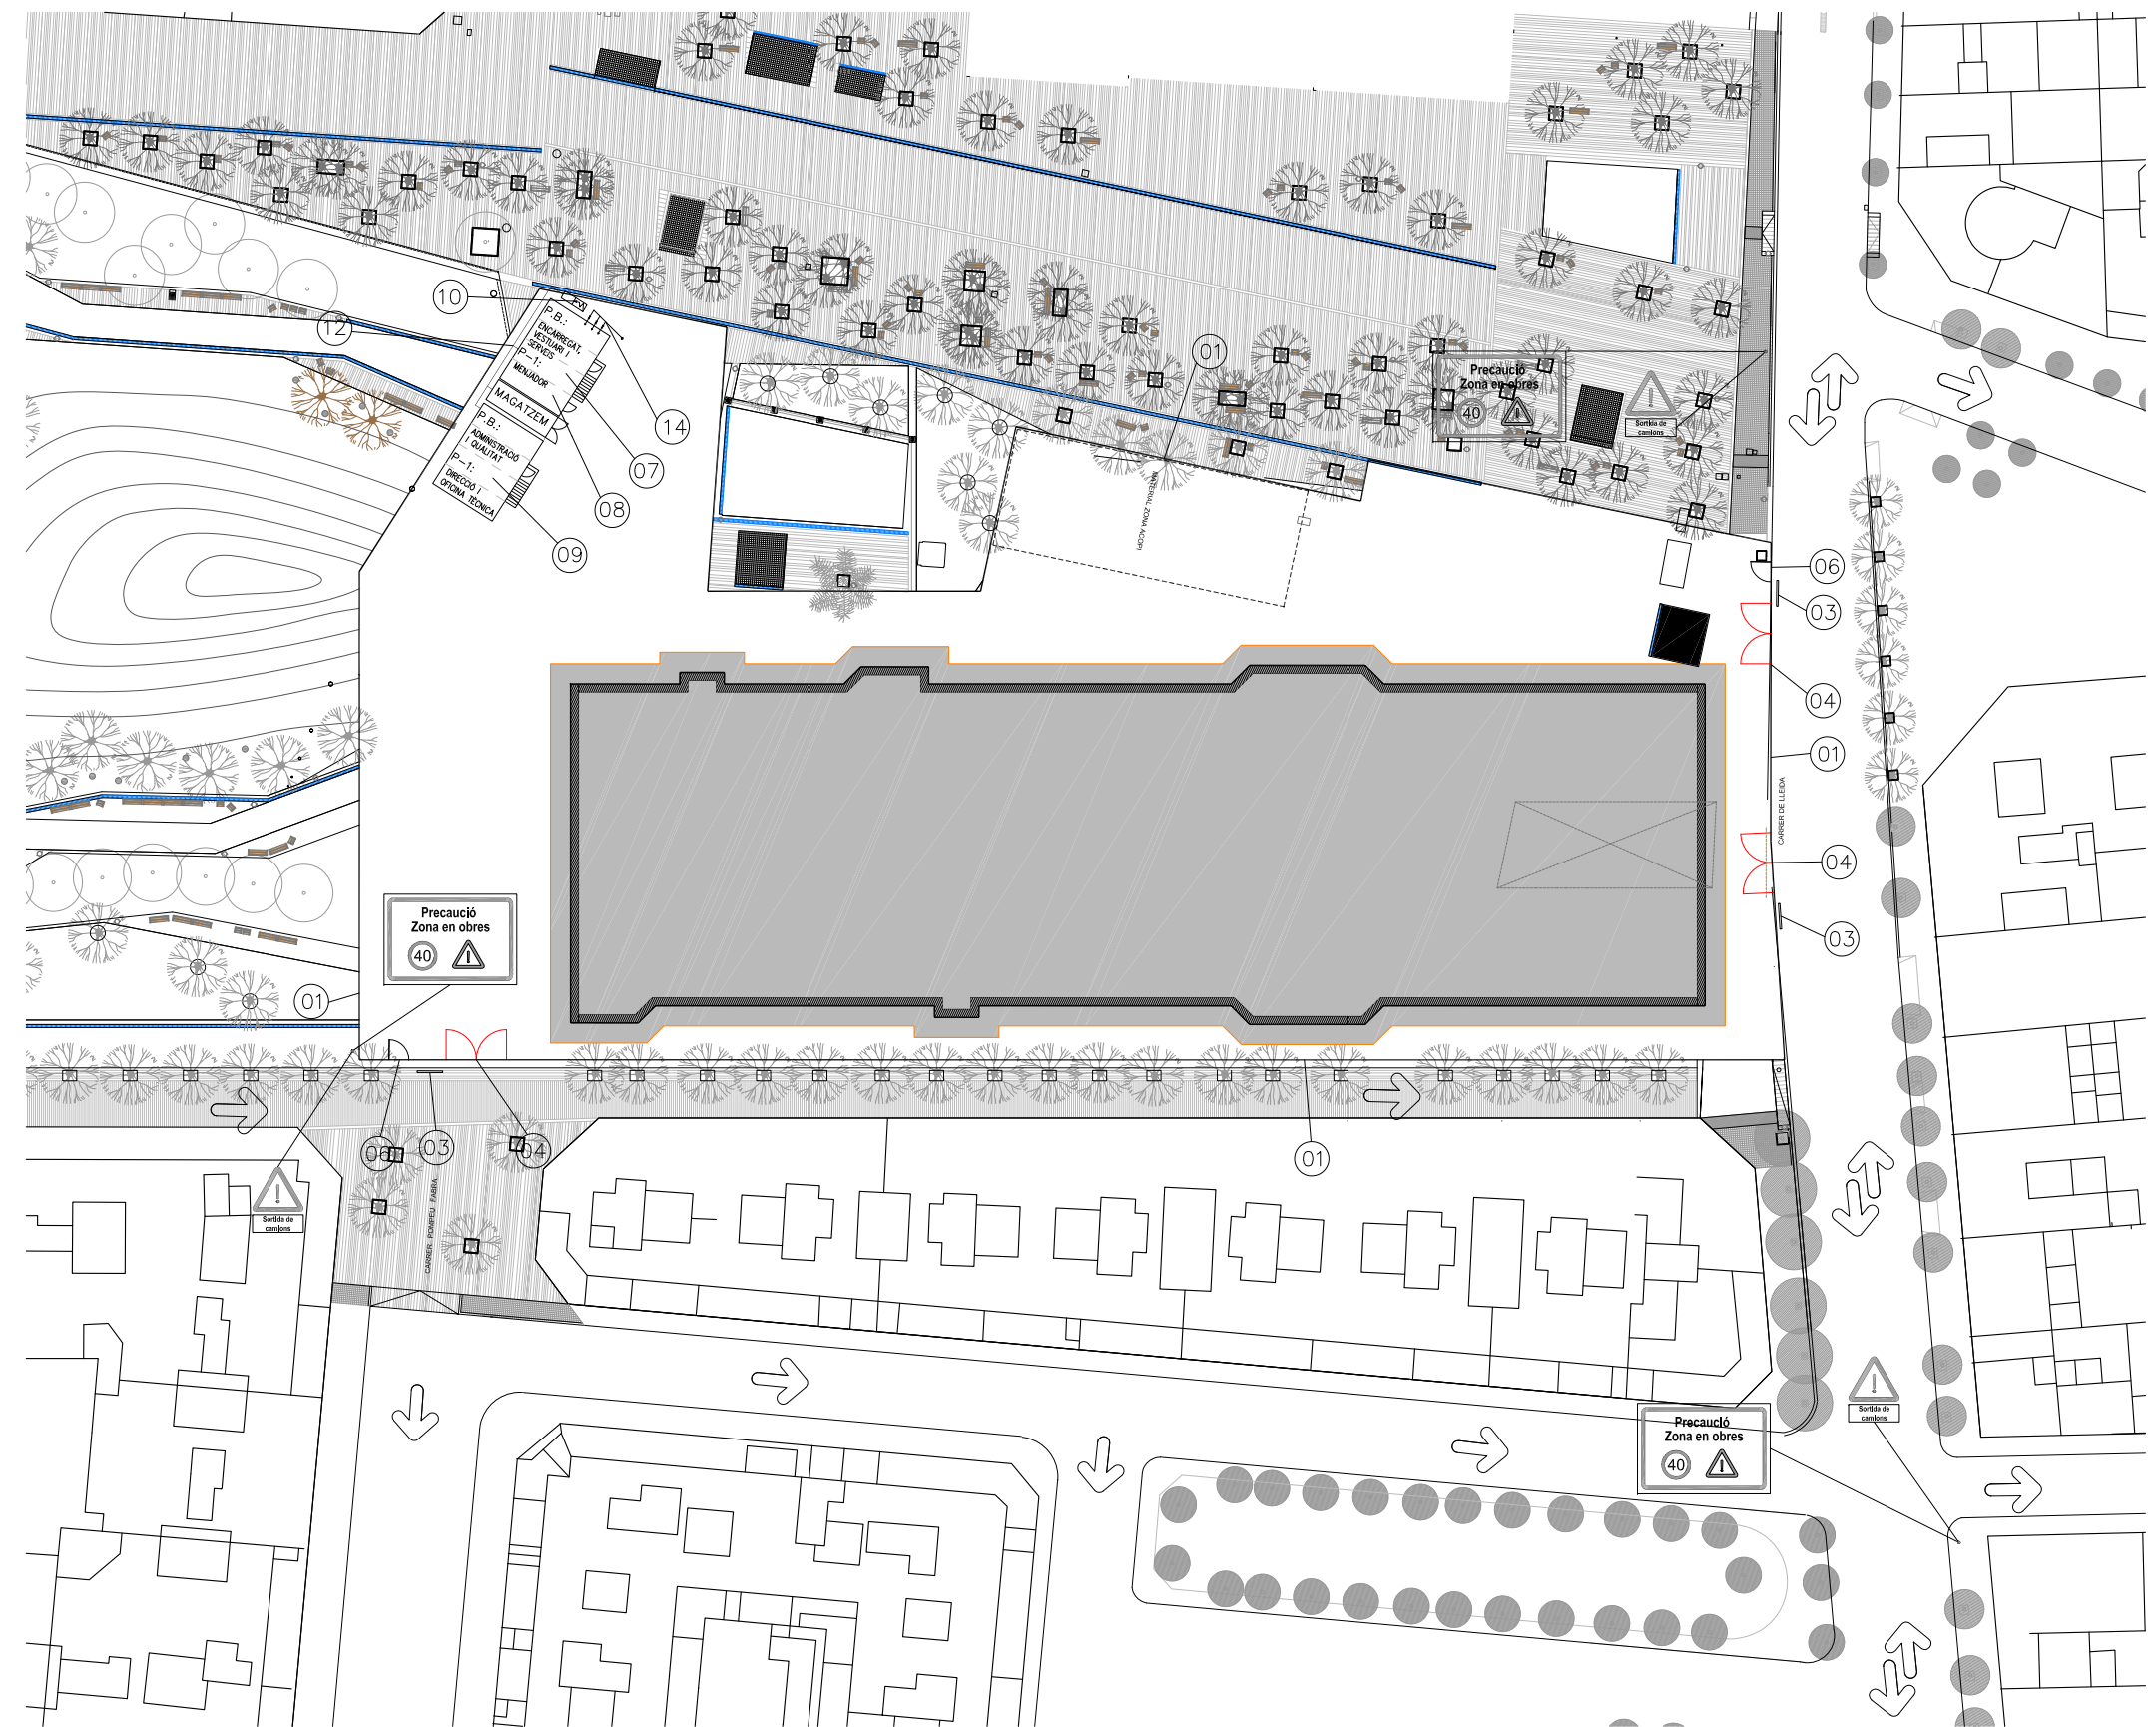 10
12
P.B.:
ENCARREGAT,
VESTUARI I
SERVEIS
P-1:
MENJADOR
MAGATZEM
P.B.:
ADMINISTRACIÓ
I QUALITAT
P-1:
DIRECCIÓ I
OFICINA TÈCNICA
14
07
08
09
01
MATERIAL ZONA ACOPI
Precaució
Zona en obres
40
!
!
Sortida de
camions
06
03
04
01
CARRER DE LLEIDA
04
03
Precaució
Zona en obres
40
!
01
06
03
04
01
!
Sortida de
camions
CARRER POMPEU FABRA
!
Sortida de
camions
Precaució
Zona en obres
40
!